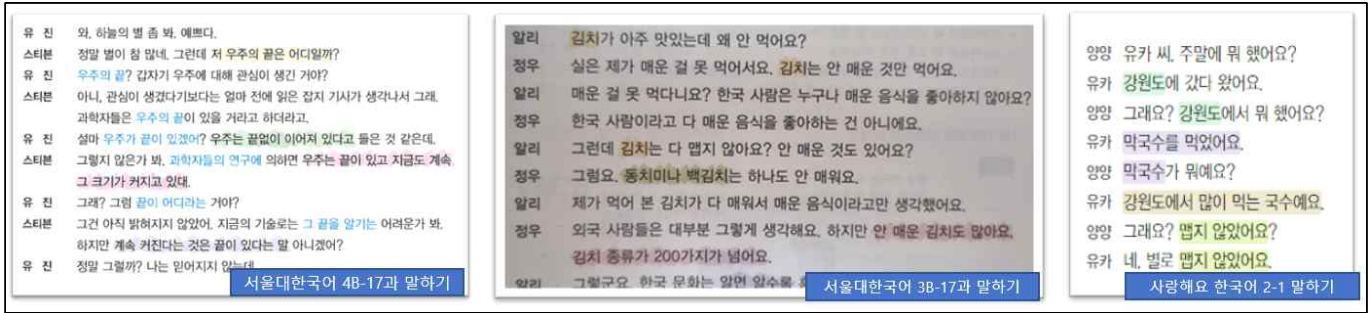 유 진 와, 하늘의 별 좀 봐. 예쁘다.
스티븐 정말 별이 참 많네. 그런데 저 우주의 끝은 어디일까?
유 진 우주의 끝? 갑자기 우주에 대해 관심이 생긴 거야?
스티븐 아니, 관심이 생겼다기보다는 얼마 전에 읽은 잡지 기사가 생각나서 그래.
과학자들은 우주의 끝이 있을 거라고 하더라고.
유 진 설마 우주가 끝이 있겠어? 우주는 끝없이 이어져 있다고 들은 것 같은데.
스티븐 그렇지 않은가 봐. 과학자들의 연구에 의하면 우주는 끝이 있고 지금도 계속
그 크기가 커지고 있대.
유 진 그래? 그럼 끝이 어디라는 거야?
스티븐 그건 아직 밝혀지지 않았어. 지금의 기술로는 그 끝을 알기는 어려운가 봐.
하지만 계속 커진다는 것은 끝이 있다는 말 아니겠어?
유 진 정말 그럴까? 나는 믿어지지 않는데
서울대한국어 4B-17과 말하기
알리 김치가 아주 맛있는데 왜 안 먹어요?
정우 실은 제가 매운 걸 못 먹어서요. 김치는 안 매운 것만 먹어요.
알리 매운 걸 못 먹다니요? 한국 사람은 누구나 매운 음식을 좋아하지 않아요?
정우 한국 사람이라고 다 매운 음식을 좋아하는 건 아니에요.
알리 그런데 김치는 다 맵지 않아요? 안 매운 것도 있어요?
정우 그럼요. 동치미나 백김치는 하나도 안 매워요.
알리 제가 먹어 본 김치가 다 매워서 매운 음식이라고만 생각했어요.
정우 외국 사람들은 대부분 그렇게 생각해요. 하지만 안 매운 김치도 많아요.
김치 종류가 200가지가 넘어요.
알리 그렇군요. 한국 문화는 알면 알수록
서울대한국어 3B-17과 말하기
양양 유카 씨, 주말에 뭐 했어요?
유카 강원도에 갔다 왔어요.
양양 그래요? 강원도에서 뭐 했어요?
유카 막국수를 먹었어요.
양양 막국수가 뭐예요?
유카 강원도에서 많이 먹는 국수예요.
양양 그래요? 맵지 않았어요?
유카 네, 별로 맵지 않았어요.
사랑해요 한국어 2-1 말하기